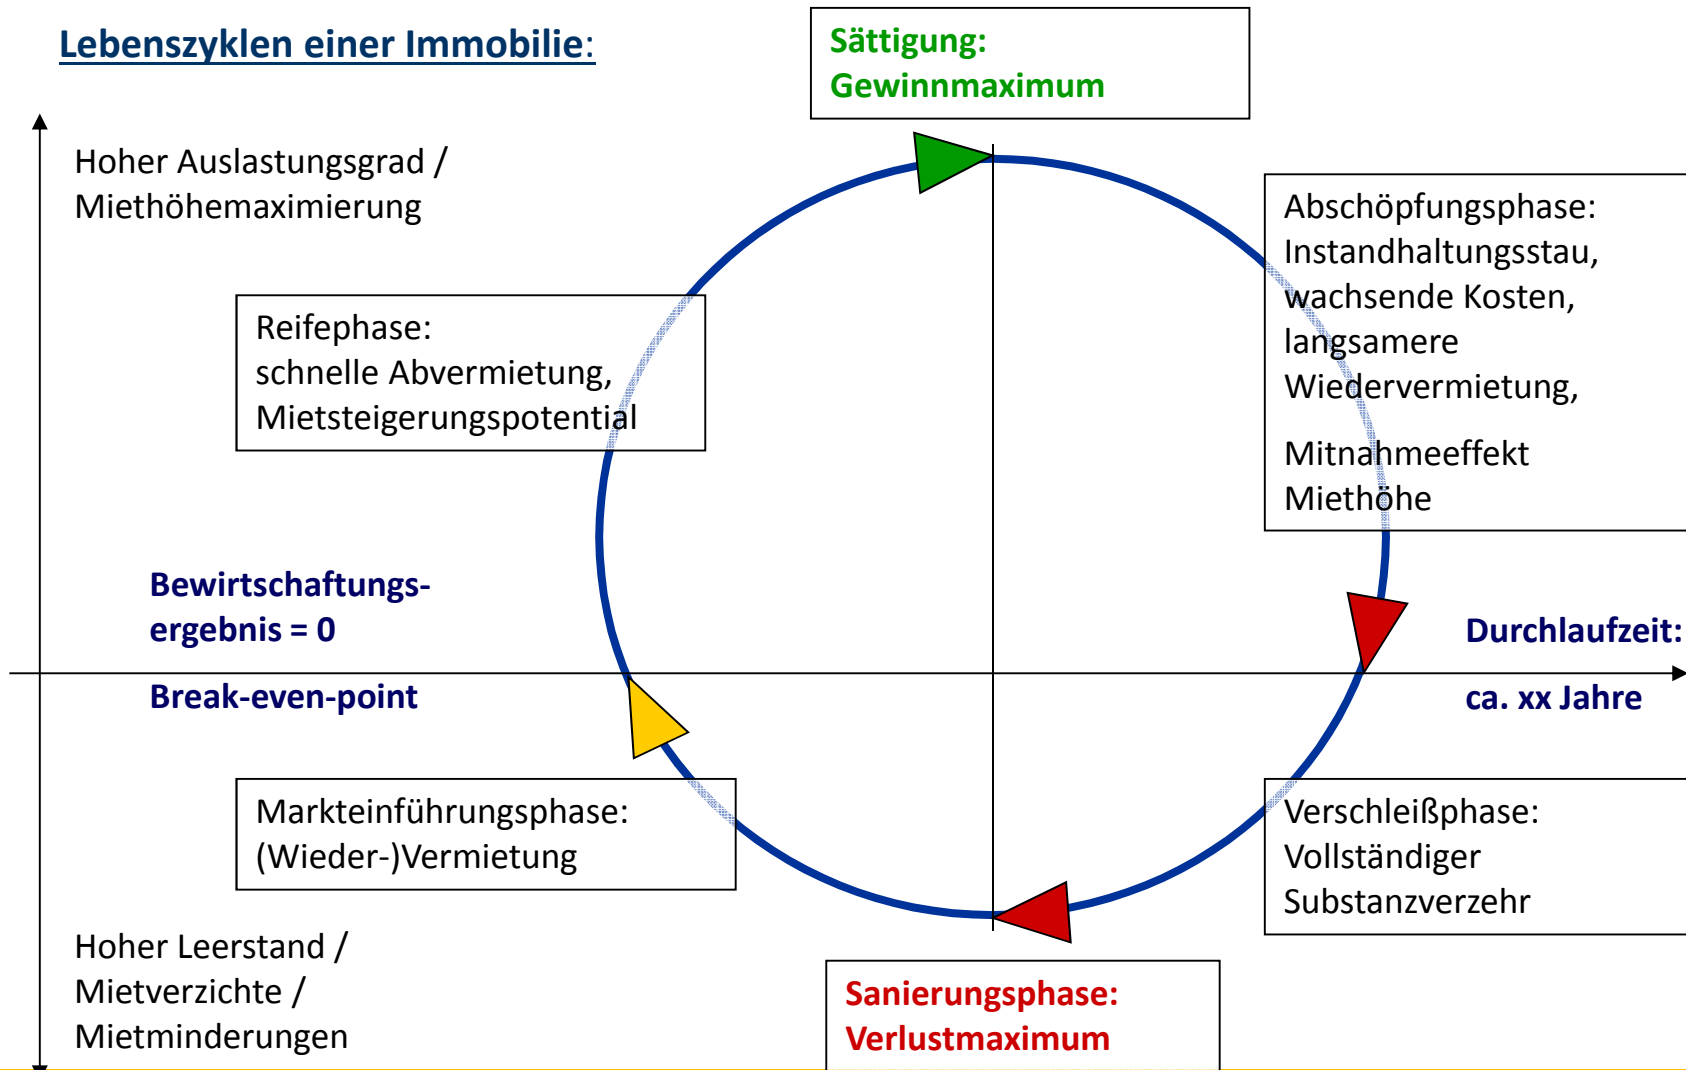 Lebenszyklen einer Immobilie:
Sättigung:
Gewinnmaximum
Hoher Auslastungsgrad /
Miethöhemaximierung
Abschöpfungsphase:
Instandhaltungsstau,
wachsende Kosten,
langsamere
Wiedervermietung,
Mitnahmeeffekt
Miethöhe
Reifephase:
schnelle Abvermietung,
Mietsteigerungspotential
Bewirtschaftungs-
ergebnis = 0
Break-even-point
Durchlaufzeit:
ca. xx Jahre
Markteinführungsphase:
(Wieder-)Vermietung
Verschleißphase:
Vollständiger
Substanzverzehr
Hoher Leerstand /
Mietverzichte /
Mietminderungen
Sanierungsphase:
Verlustmaximum